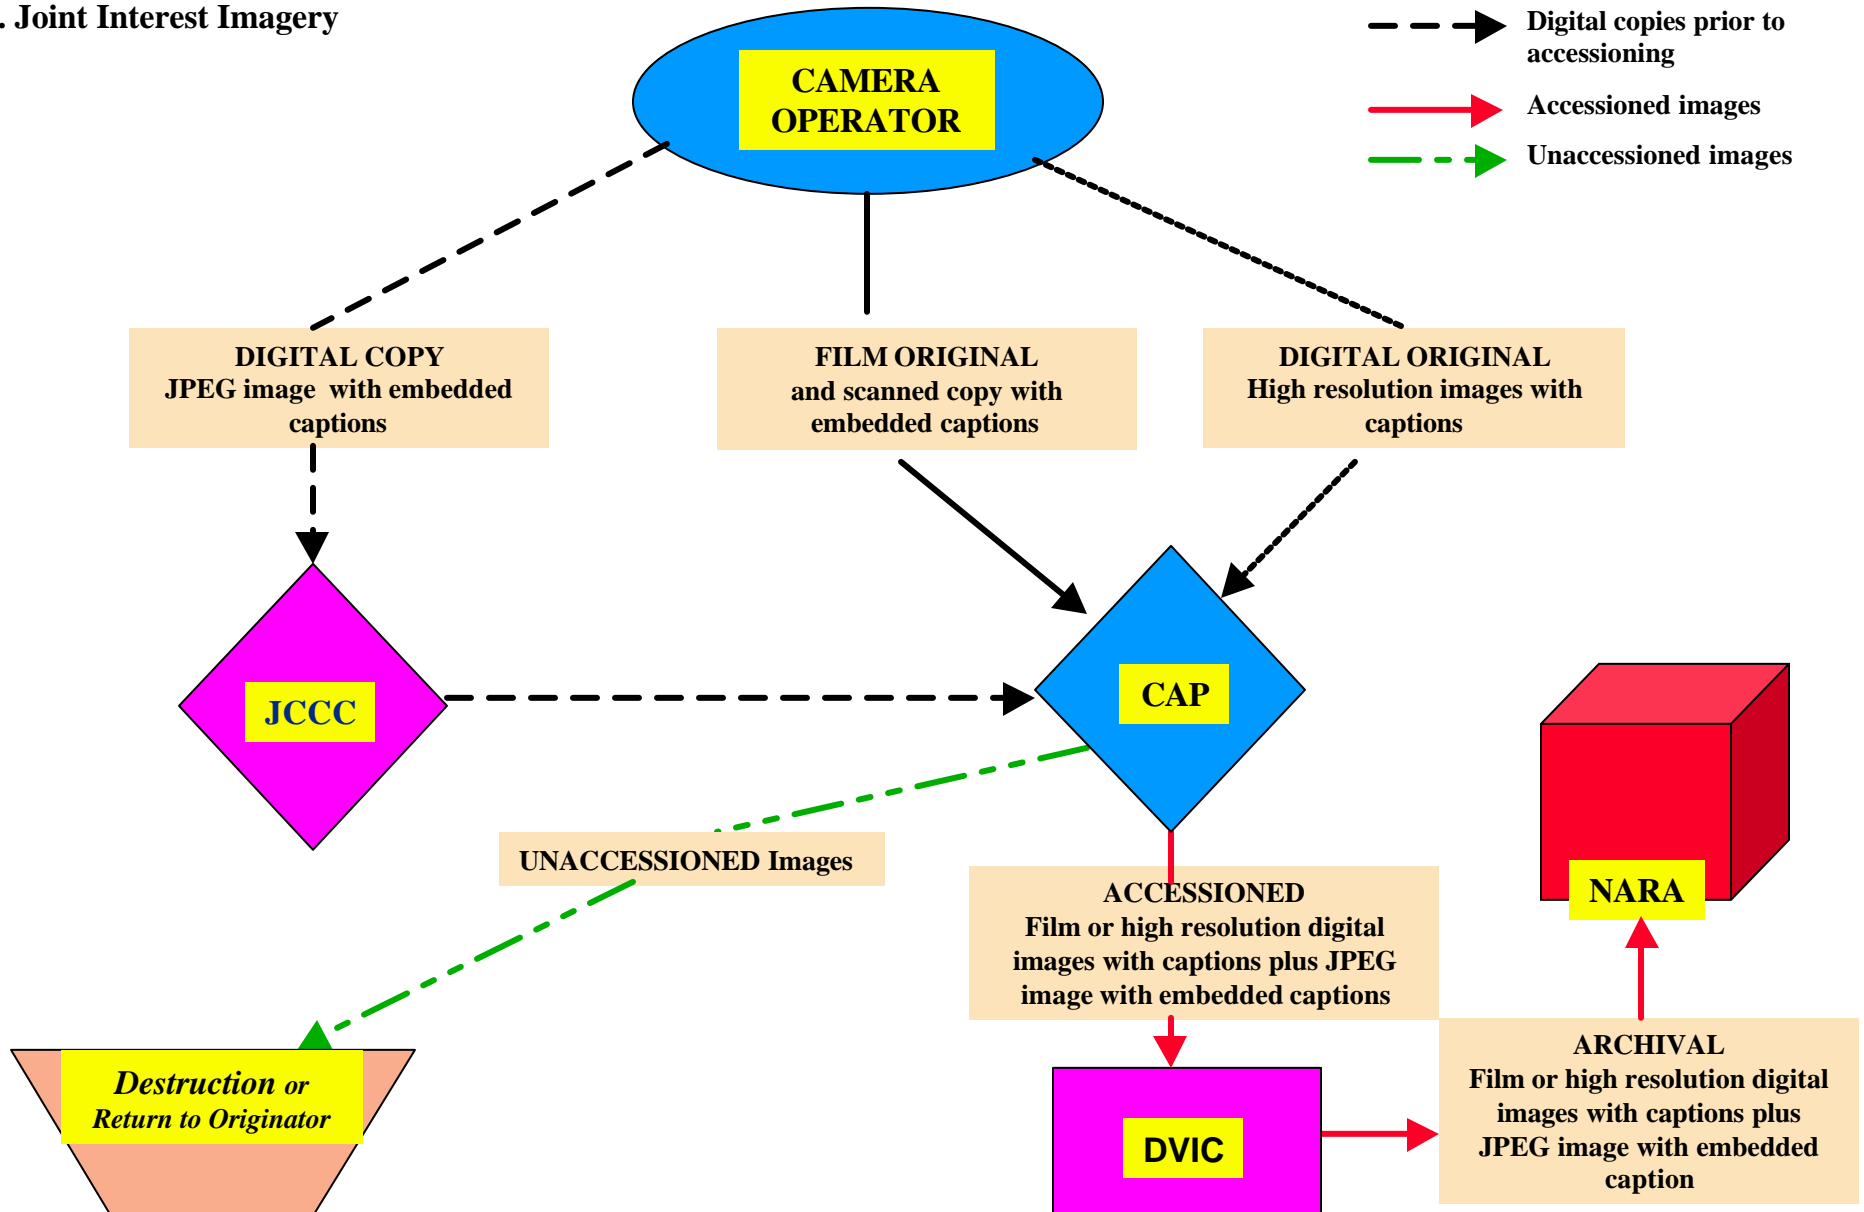 . Joint Interest Imagery
Digital copies prior to
accessioning
Accessioned images
Unaccessioned images
CAMERA
OPERATOR
DIGITAL COPY
JPEG image with embedded
captions
FILM ORIGINAL
and scanned copy with
embedded captions
DIGITAL ORIGINAL
High resolution images with
captions
JCCC
CAP
NARA
UNACCESSIONED Images
ACCESSIONED
Film or high resolution digital
images with captions plus JPEG
image with embedded captions
Destruction or
Return to Originator
DVIC
ARCHIVAL
Film or high resolution digital
images with captions plus
JPEG image with embedded
caption